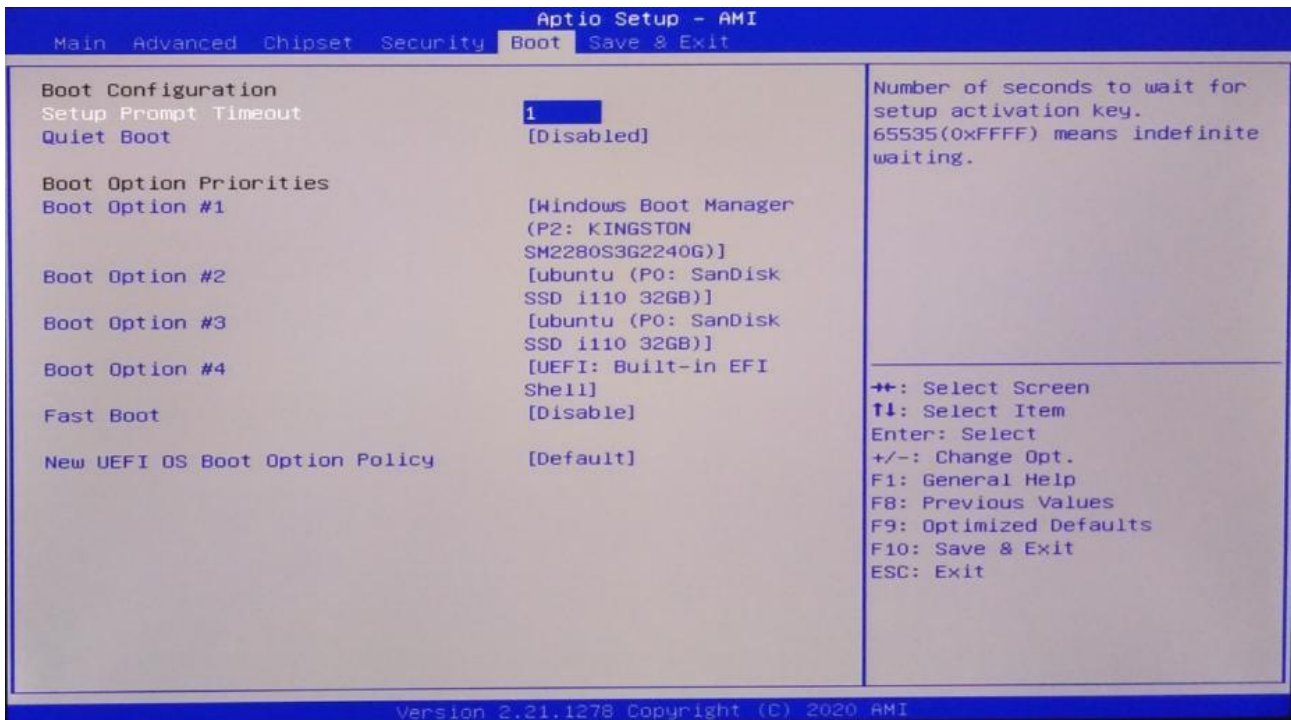 Aptio Setup - AMI
Main Advanced Chipset Security Boot Save & Exit
Boot Configuration
Setup Prompt Timeout 1
Quiet Boot [Disabled]
Boot Option Priorities
Boot Option #1 [Windows Boot Manager
(P2: KINGSTON
SM2280S3G2240G)]
Boot Option #2 [ubuntu (P0: SanDisk
SSD i110 32GB)]
Boot Option #3 [ubuntu (P0: SanDisk
SSD i110 32GB)]
Boot Option #4 [UEFI: Built-in EFI
Shell]
Fast Boot [Disable]
New UEFI OS Boot Option Policy [Default]
Number of seconds to wait for
setup activation key.
65535(0xFFFF) means indefinite
waiting.
→←: Select Screen
↑↓: Select Item
Enter: Select
+/-: Change Opt.
F1: General Help
F8: Previous Values
F9: Optimized Defaults
F10: Save & Exit
ESC: Exit
Version 2.21.1278 Copyright (C) 2020 AMI